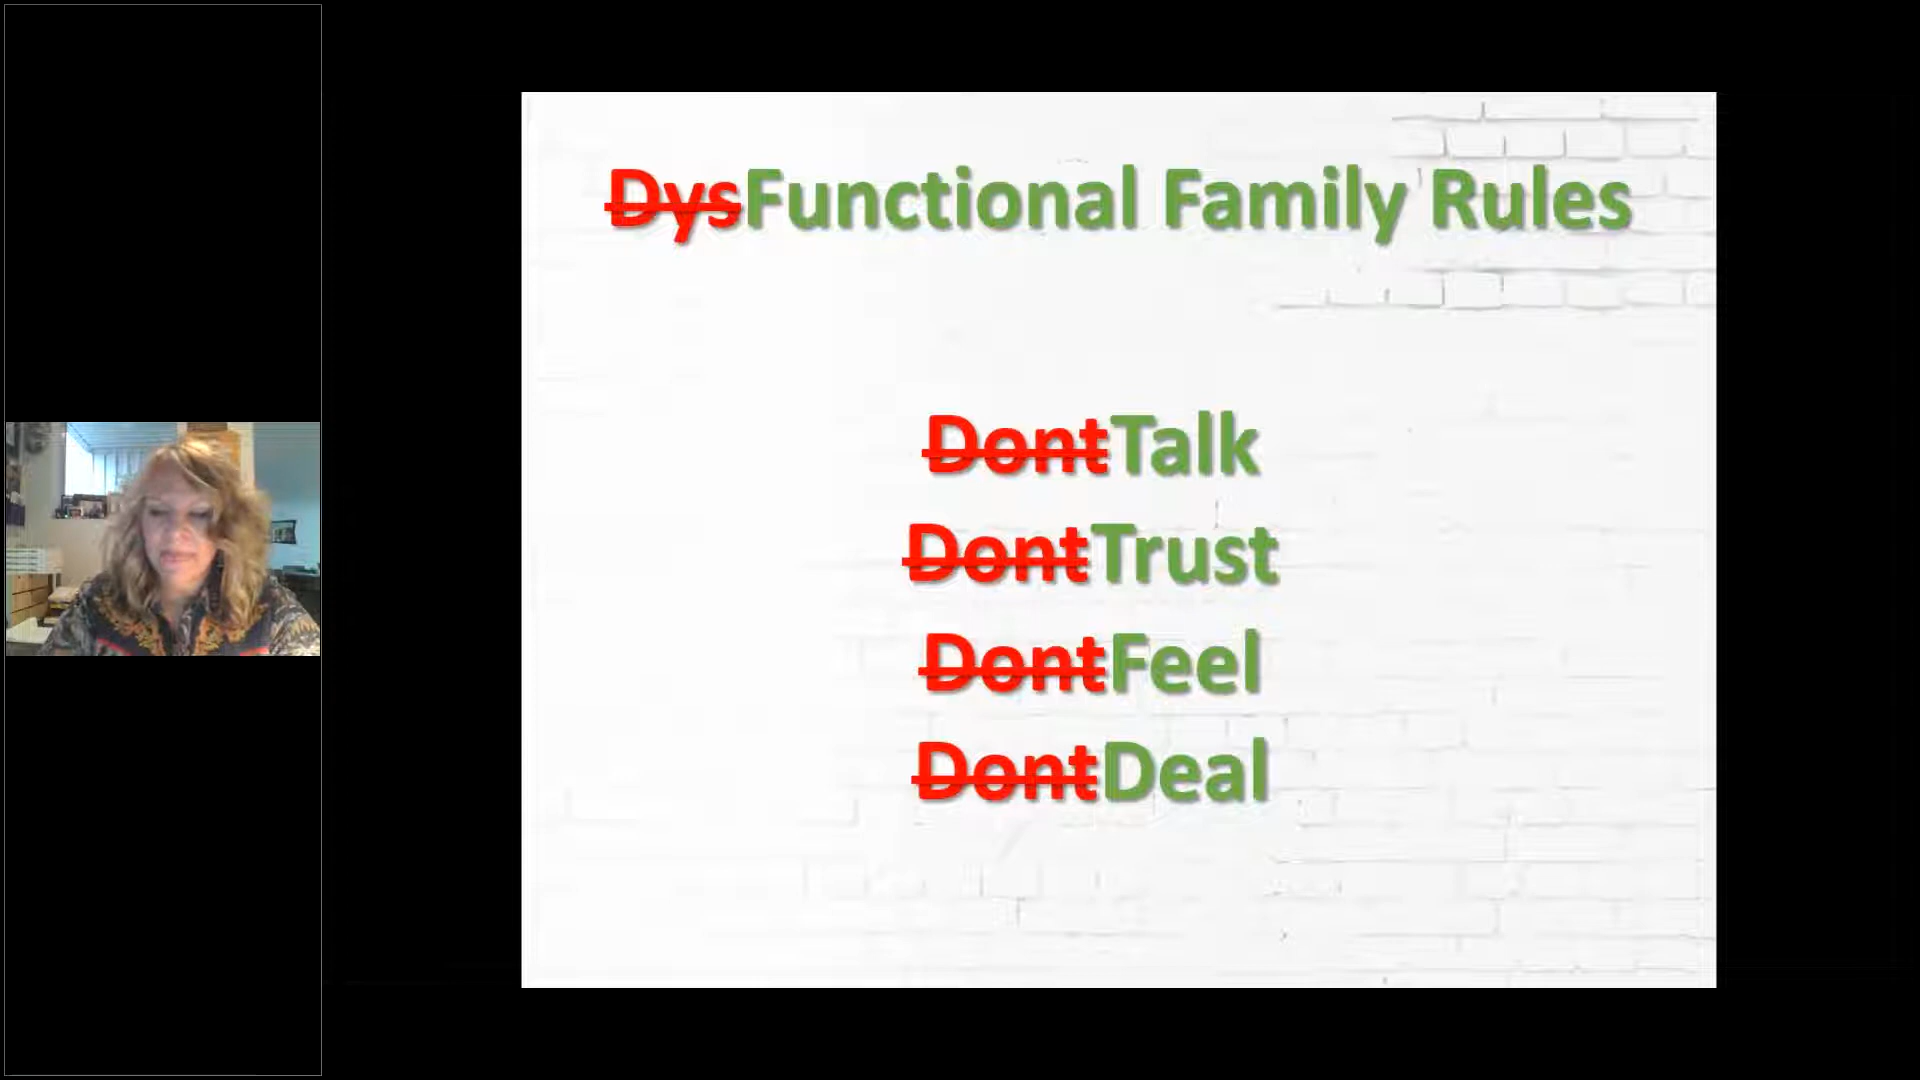 DysFunctional Family Rules
DontTalk
DontTrust
DontFeel
DontDeal